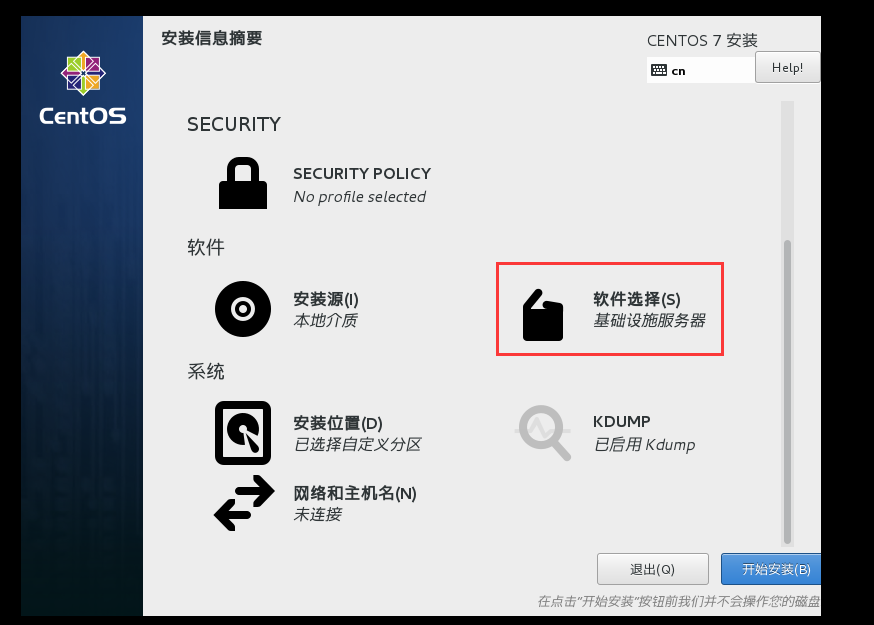 安装信息摘要
CENTOS 7 安装
cn
Help!
CentOS
SECURITY
SECURITY POLICY
No profile selected
软件
安装源(I)
本地介质
软件选择(S)
基础设施服务器
系统
安装位置(D)
已选择自定义分区
KDUMP
已启用 Kdump
网络和主机名(N)
未连接
退出(Q)
开始安装(B)
在点击"开始安装"按钮前我们并不会操作您的磁盘